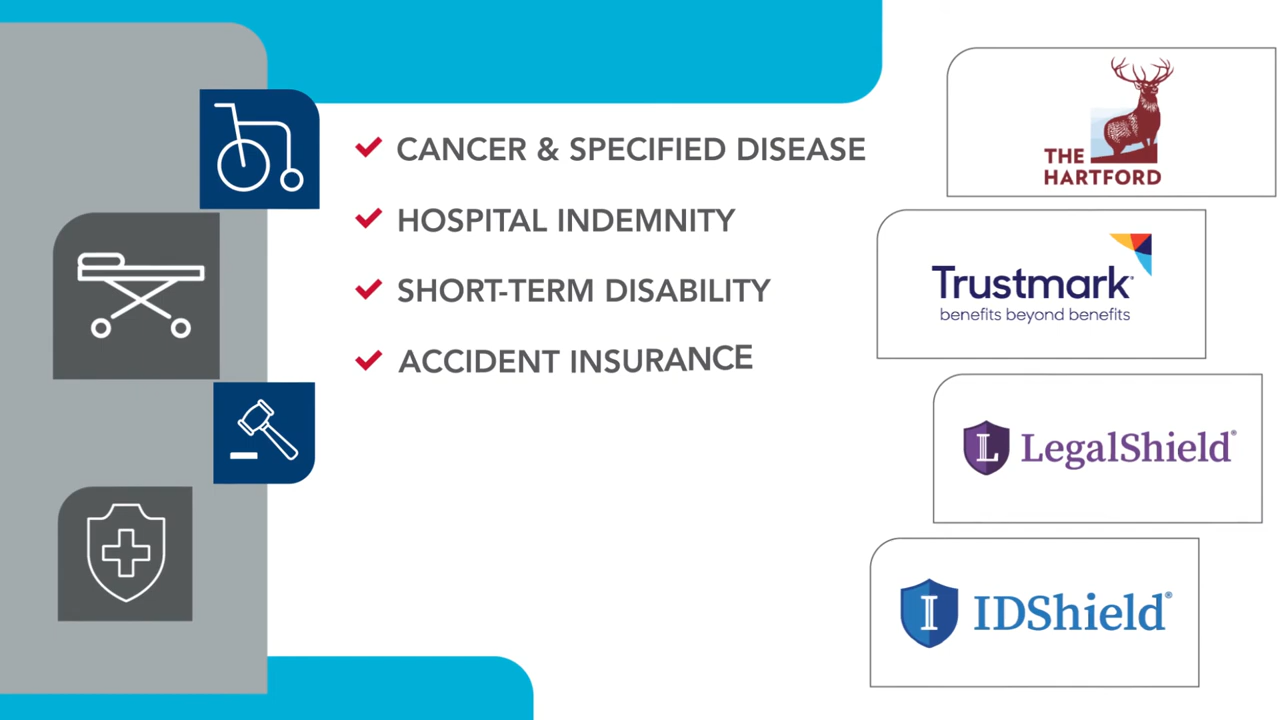 CANCER & SPECIFIED DISEASE
HOSPITAL INDEMNITY
SHORT-TERM DISABILITY
ACCIDENT INSURANCE
THE
HARTFORD
Trustmark®
benefits beyond benefits
L LegalShield®
I IDShield®